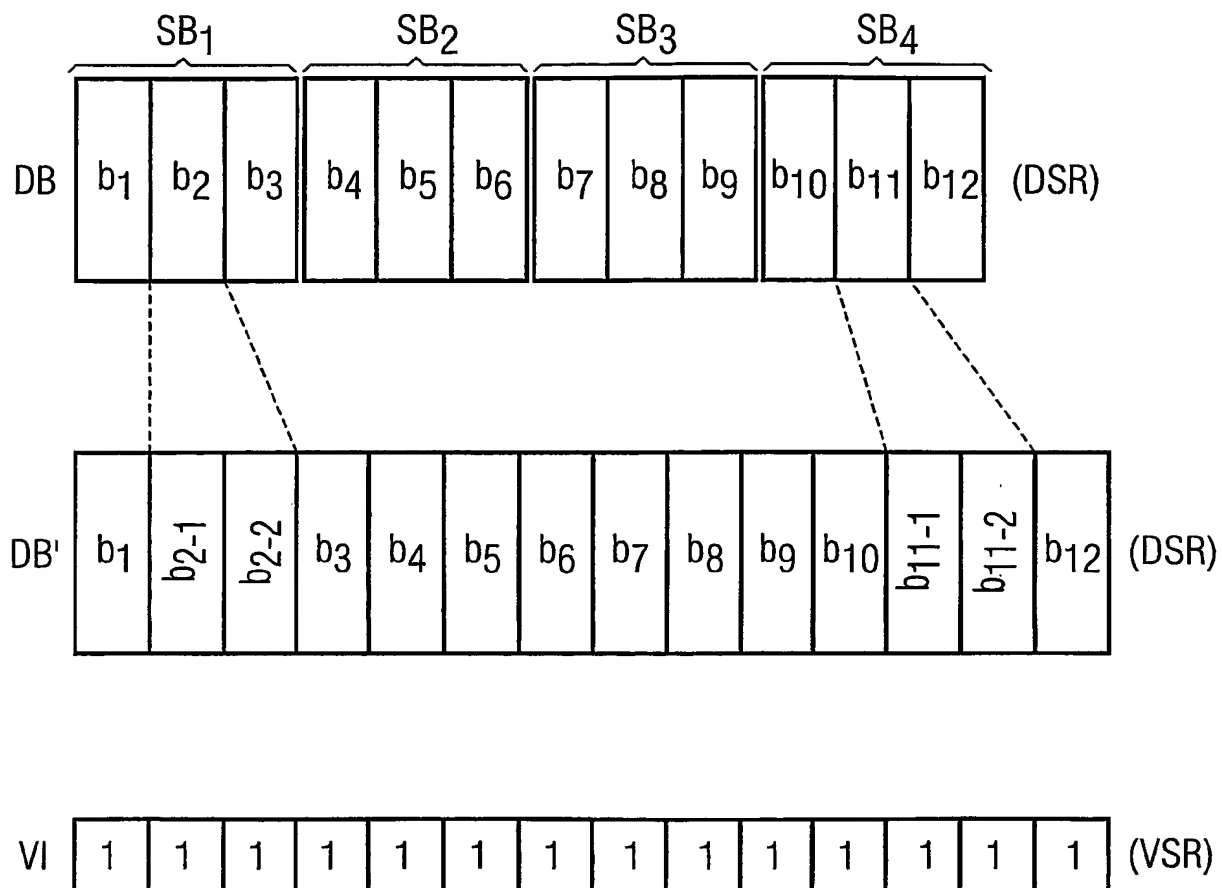 SB1 SB2 SB3 SB4
DB b1 b2 b3 b4 b5 b6 b7 b8 b9 b10 b11 b12 (DSR)
DB' b1 b2-1 b2-2 b3 b4 b5 b6 b7 b8 b9 b10 b11-1 b11-2 b12 (DSR)
VI 1 1 1 1 1 1 1 1 1 1 1 1 1 1 (VSR)